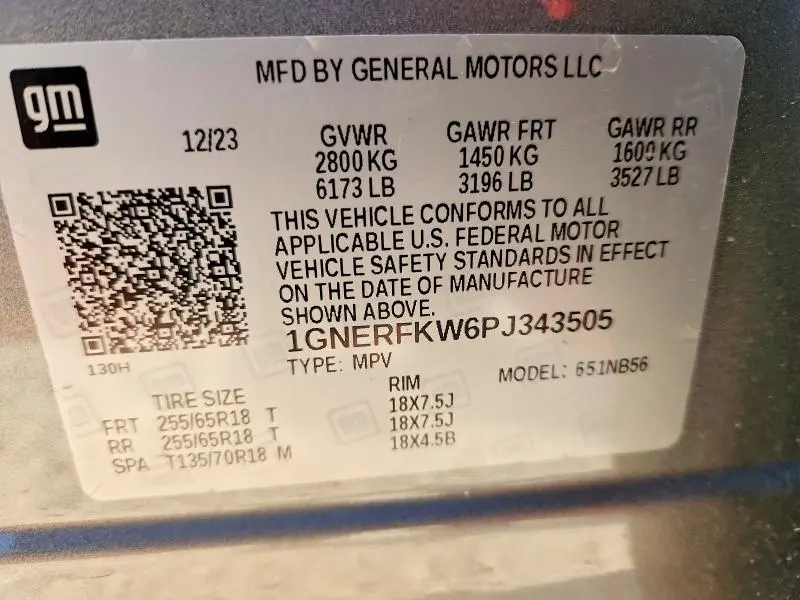 gm
MFD BY GENERAL MOTORS LLC
12/23
GVWR GAWR FRT GAWR RR
2800 KG 1450 KG 1600 KG
6173 LB 3196 LB 3527 LB
THIS VEHICLE CONFORMS TO ALL
APPLICABLE U.S. FEDERAL MOTOR
VEHICLE SAFETY STANDARDS IN EFFECT
ON THE DATE OF MANUFACTURE
SHOWN ABOVE.
1GNERFKW6PJ343505
130H
TYPE: MPV MODEL: 651NB56
TIRE SIZE RIM
FRT 255/65R18 T 18X7.5J
RR 255/65R18 T 18X7.5J
SPA T135/70R18 M 18X4.5B